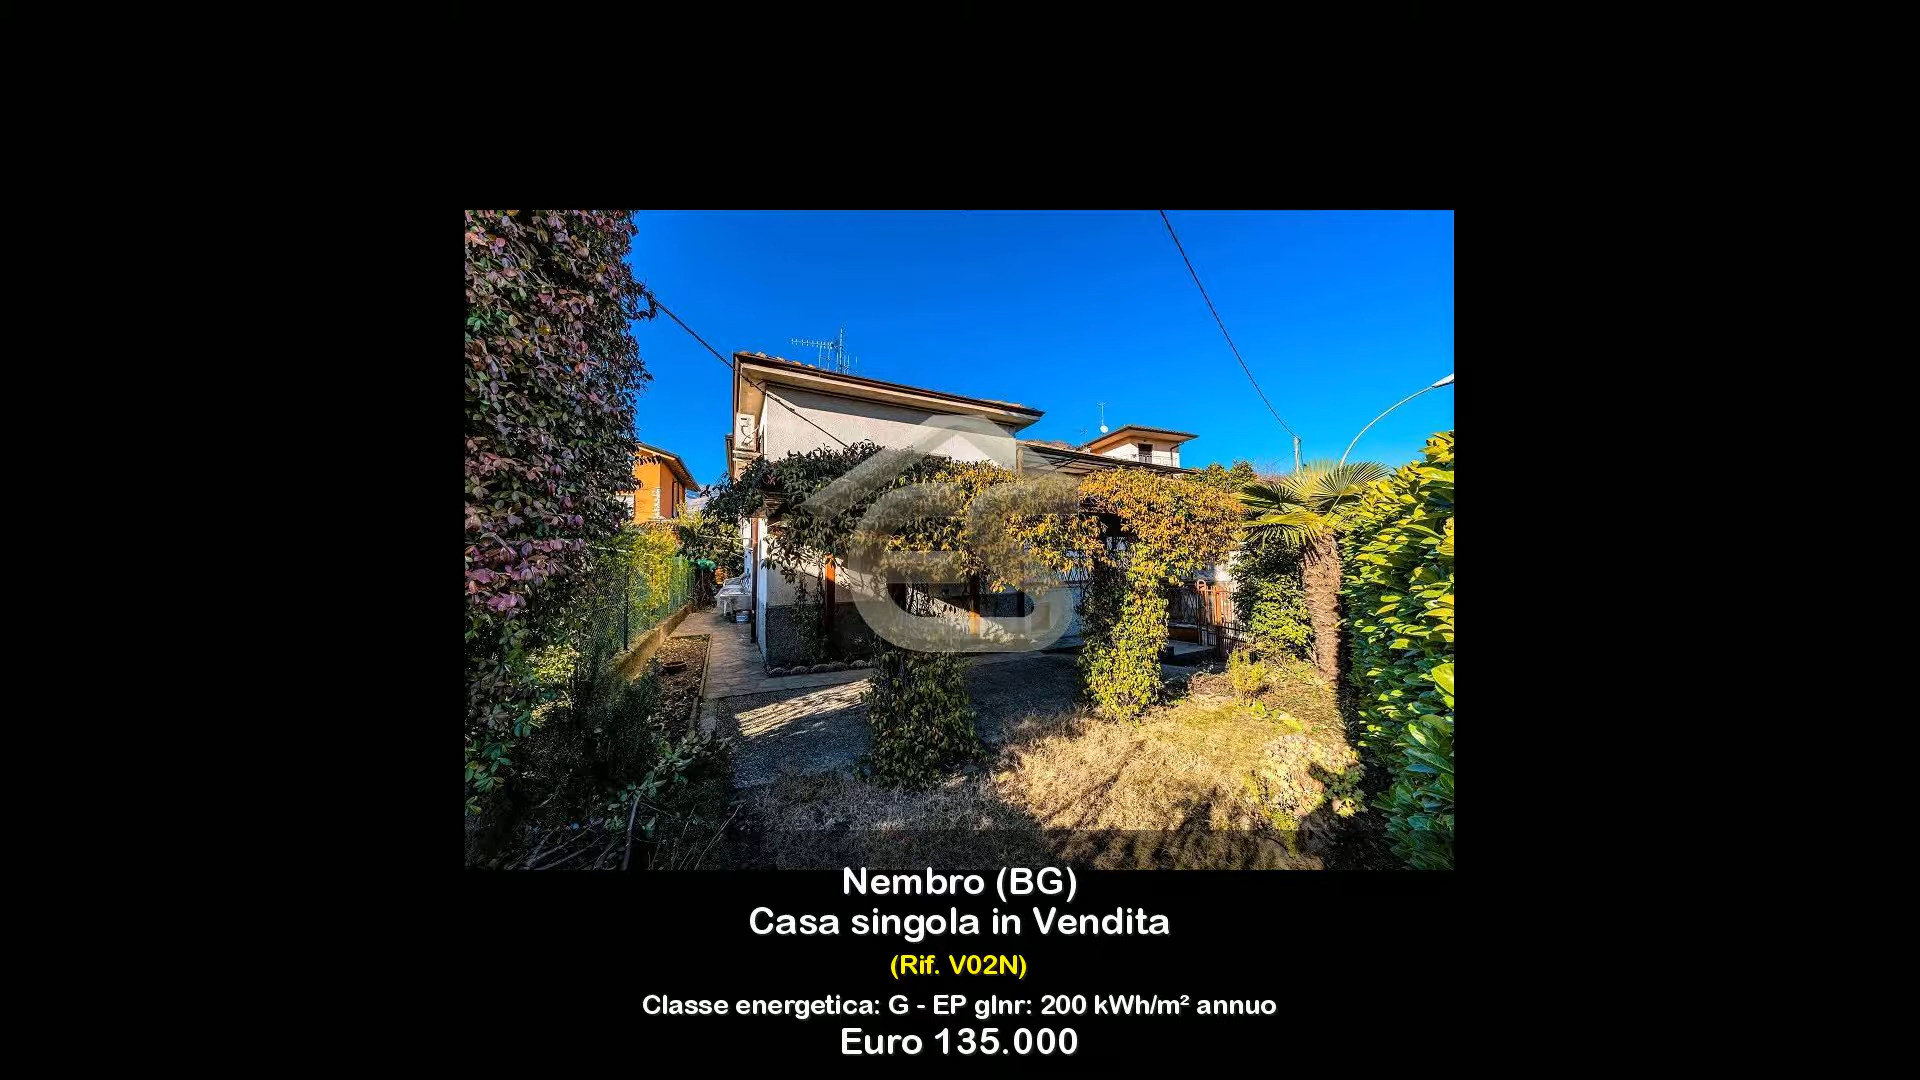 Nembro (BG)
Casa singola in Vendita
(Rif. V02N)
Classe energetica: G - EP glnr: 200 kWh/m² annuo
Euro 135.000